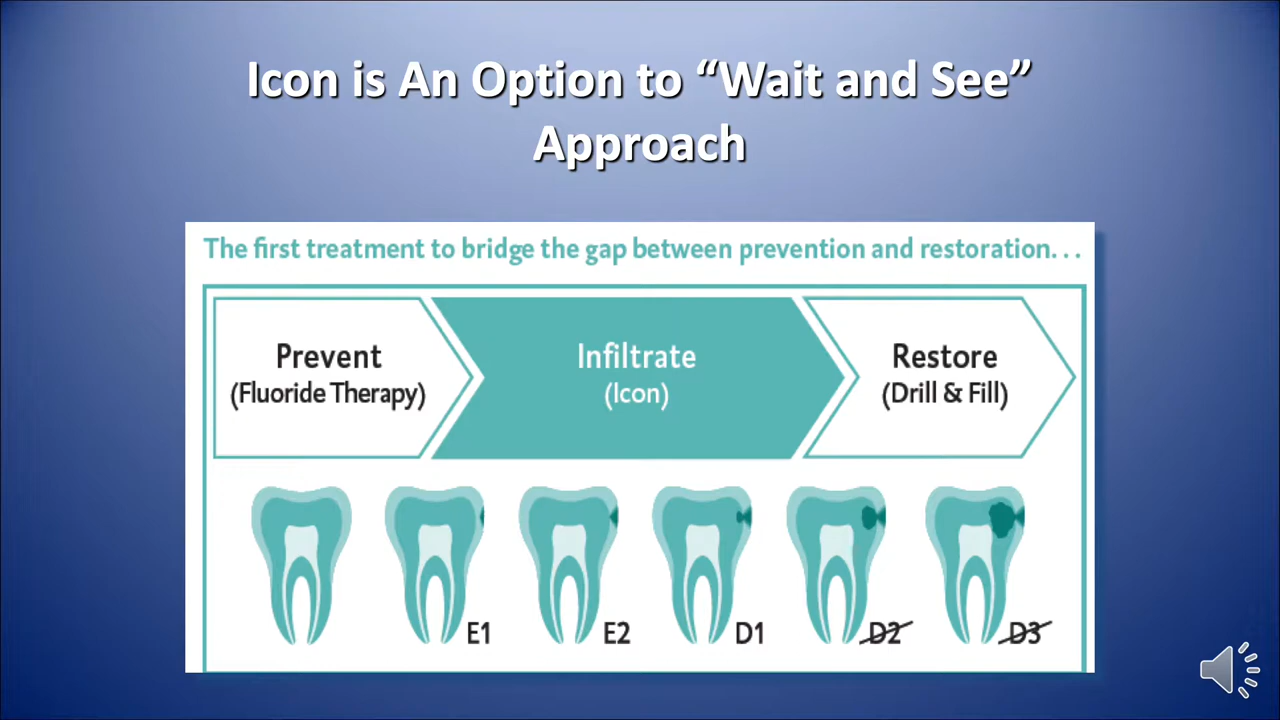 Icon is An Option to “Wait and See”
Approach
The first treatment to bridge the gap between prevention and restoration...
Prevent
(Fluoride Therapy)
Infiltrate
(Icon)
Restore
(Drill & Fill)
E1
E2
D1
D2
D3